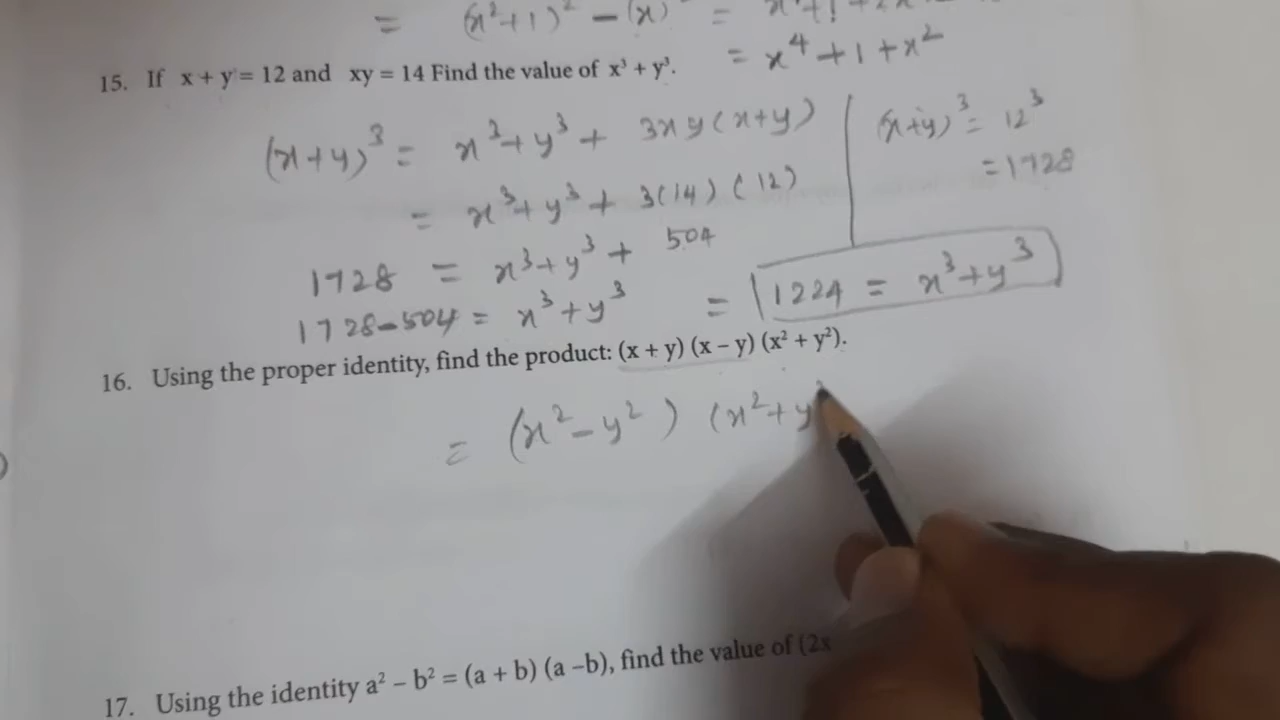 = (x²+1)² – (x)² =
= x⁴ + 1 + x²
15. If x + y = 12 and xy = 14 Find the value of x³ + y³.
(x+y)³ = x³+y³ + 3xy(x+y)
(x+y)³ = 12³
= 1728
= x³+y³ + 3(14)(12)
1728 = x³+y³ + 504
1728-504 = x³+y³ = 1224 = x³+y³
16. Using the proper identity, find the product: (x + y) (x – y) (x² + y²).
= (x²-y²) (x²+y²
17. Using the identity a² – b² = (a + b) (a –b), find the value of (2x